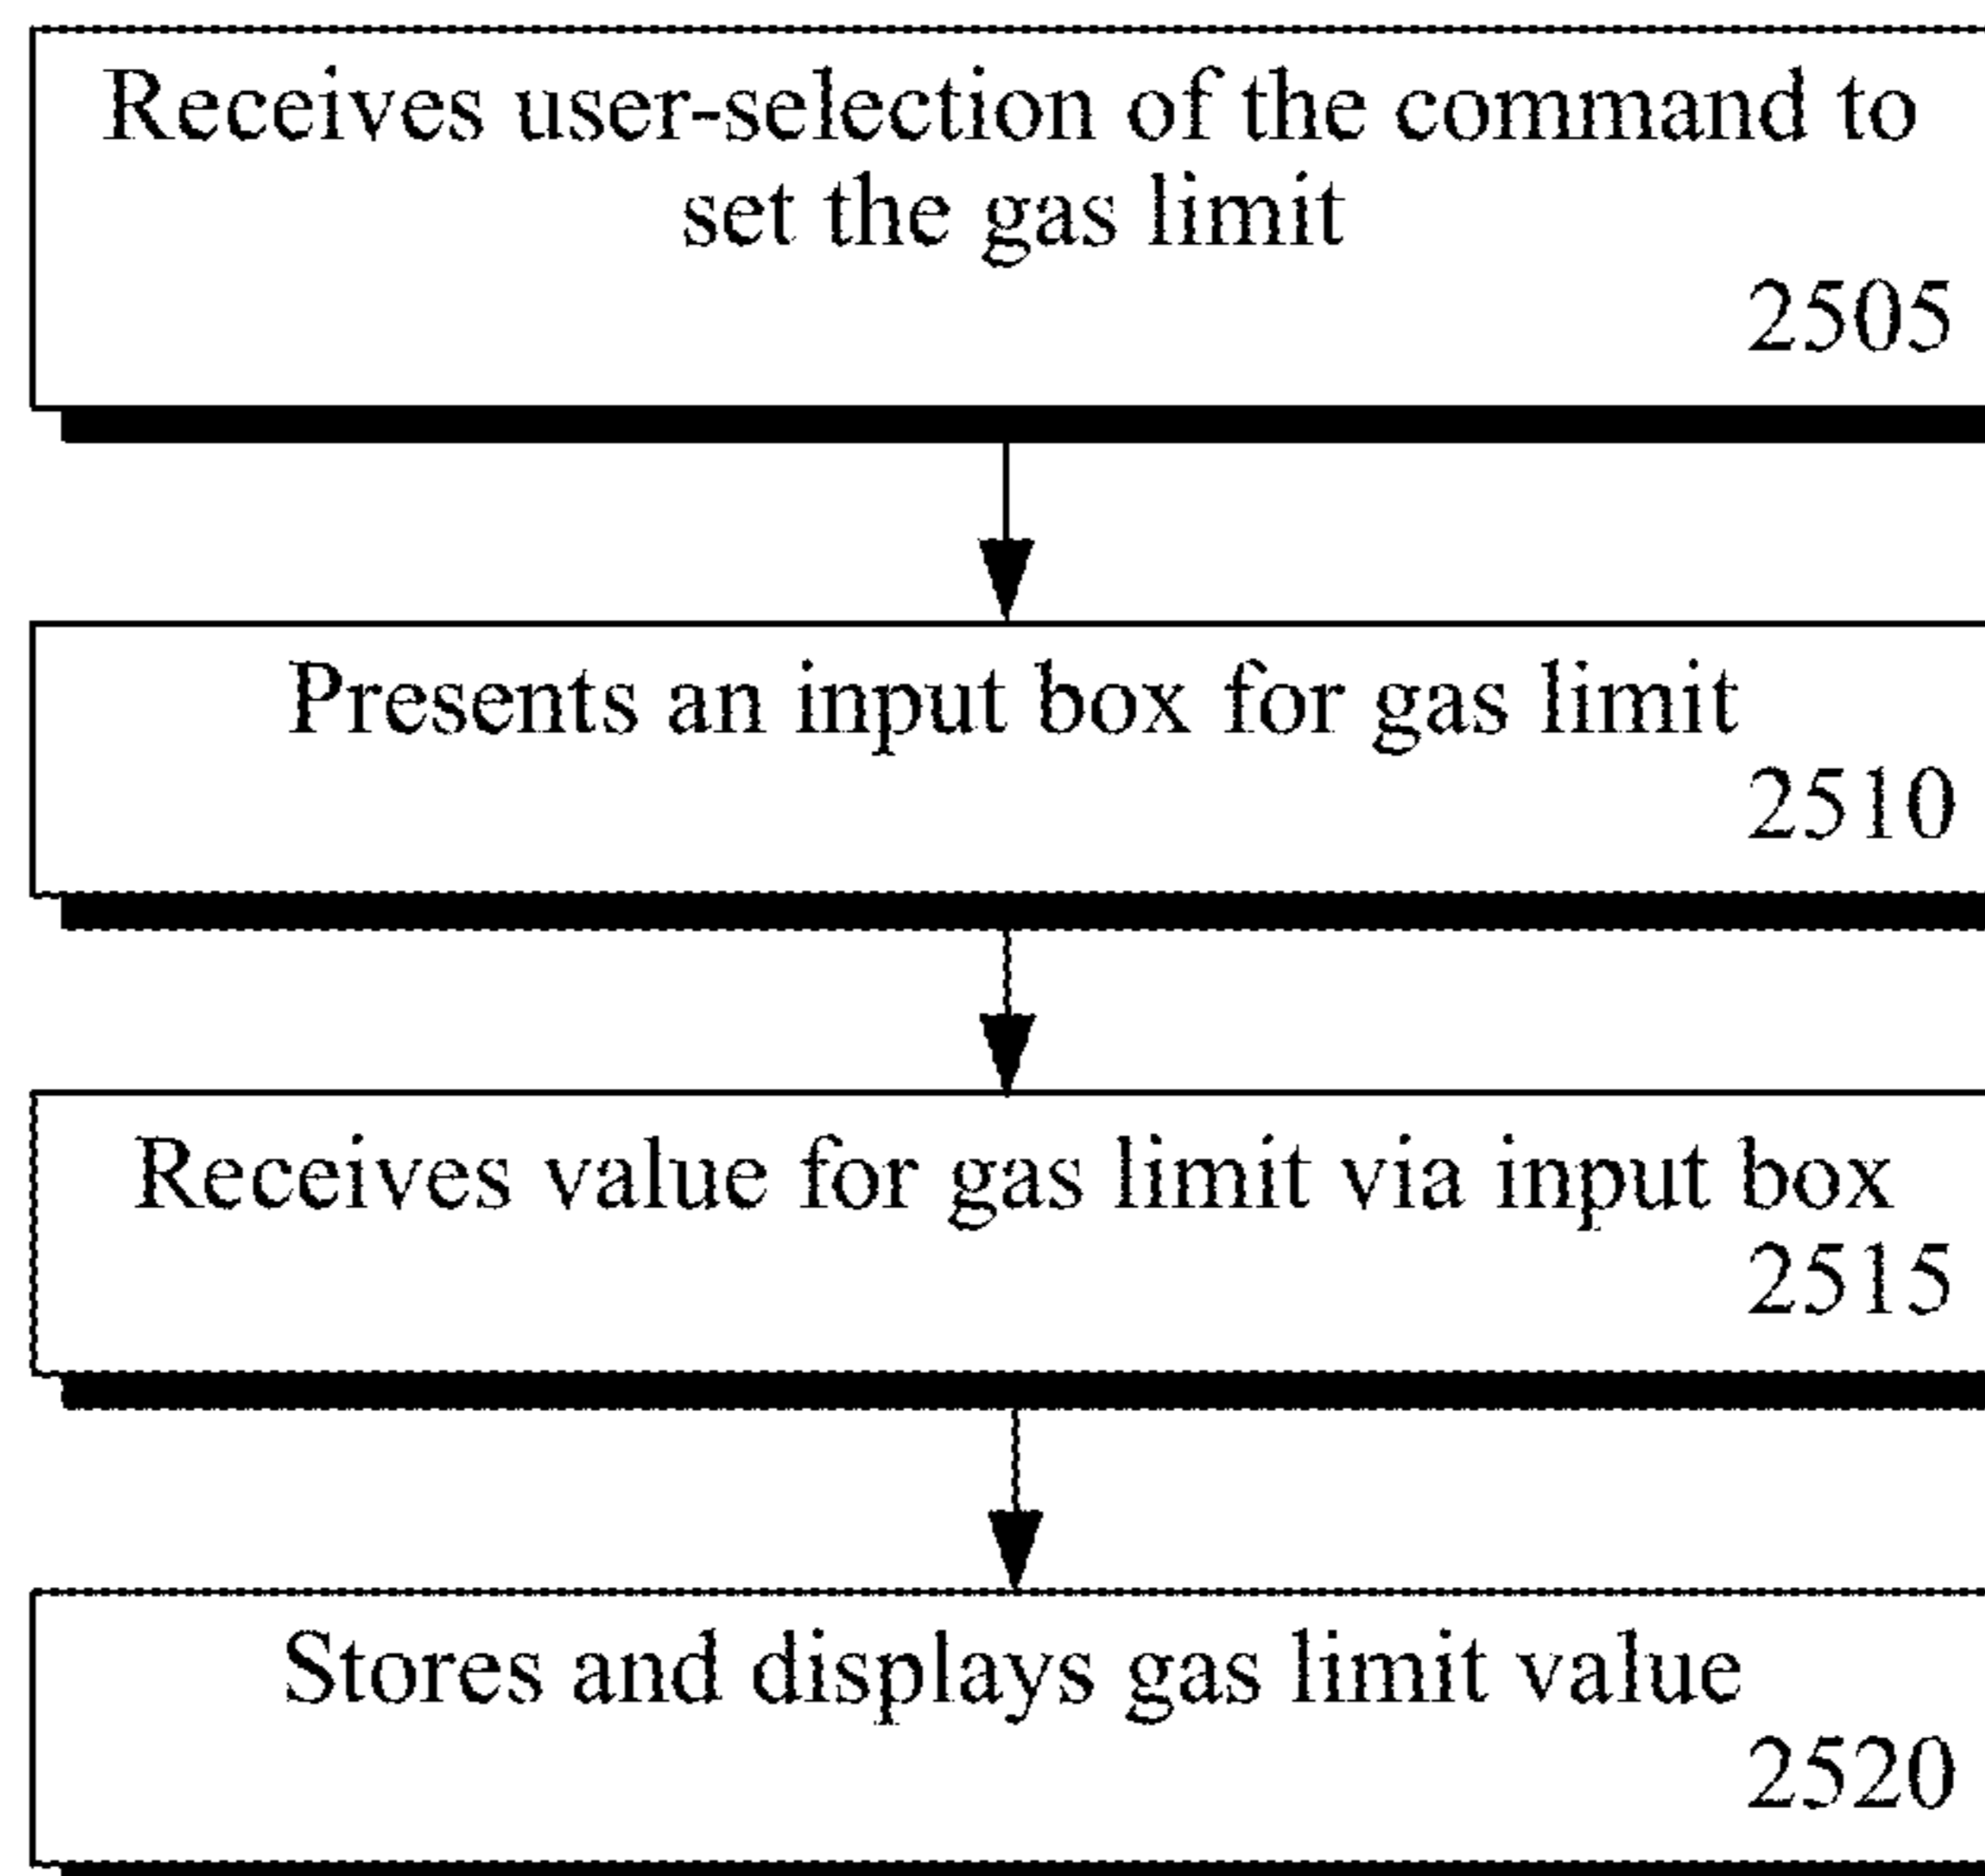 Receives user-selection of the command to
set the gas limit
2505
Presents an input box for gas limit
2510
Receives value for gas limit via input box
2515
Stores and displays gas limit value
2520